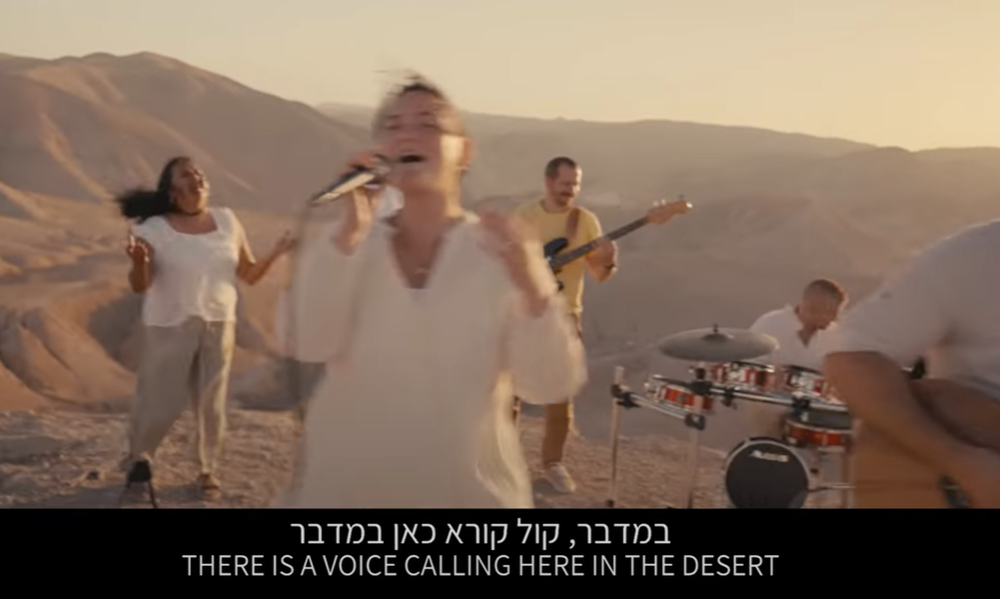 במדבר, קול קורא כאן במדבר
THERE IS A VOICE CALLING HERE IN THE DESERT